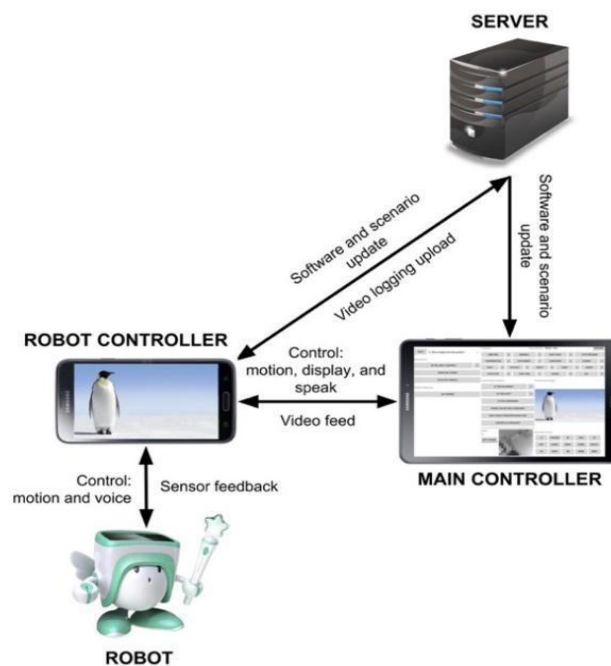 SERVER
Software and scenario
update
Video logging upload
Software and scenario
update
ROBOT CONTROLLER
Control:
motion, display, and
speak
Video feed
MAIN CONTROLLER
Control:
motion and voice
Sensor feedback
ROBOT